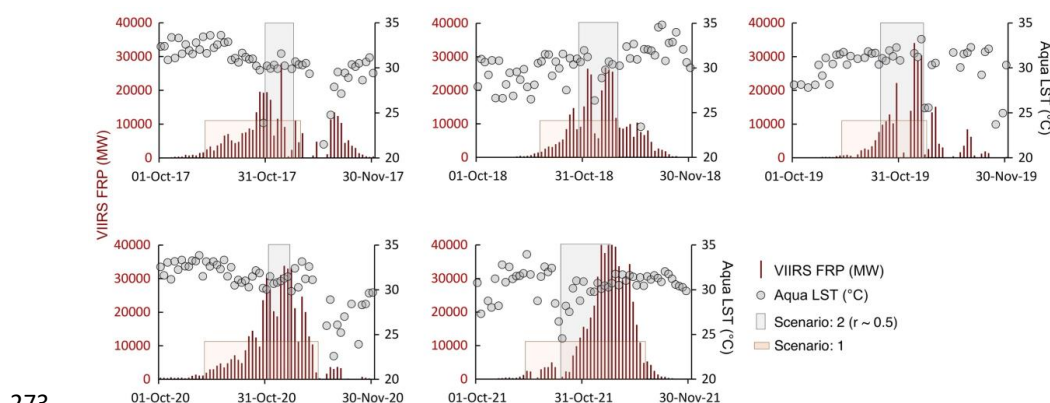 40000 35 40000 35 40000 35
30000 30 30000 30 30000 30
20000 20000 20000
25 25 25
10000 10000 10000
0 20 0 20 0 20
01-Oct-17 31-Oct-17 30-Nov-17 01-Oct-18 31-Oct-18 30-Nov-18 01-Oct-19 31-Oct-19 30-Nov-19
Aqua LST (°C)
VIIRS FRP (MW)
40000 35 40000 35
30000 30 30000 30
20000 20000
25 25
10000 10000
0 20 0 20
01-Oct-20 31-Oct-20 30-Nov-20 01-Oct-21 31-Oct-21 30-Nov-21
Aqua LST (°C)
VIIRS FRP (MW)
Aqua LST (°C)
Scenario: 2 (r ~ 0.5)
Scenario: 1
273